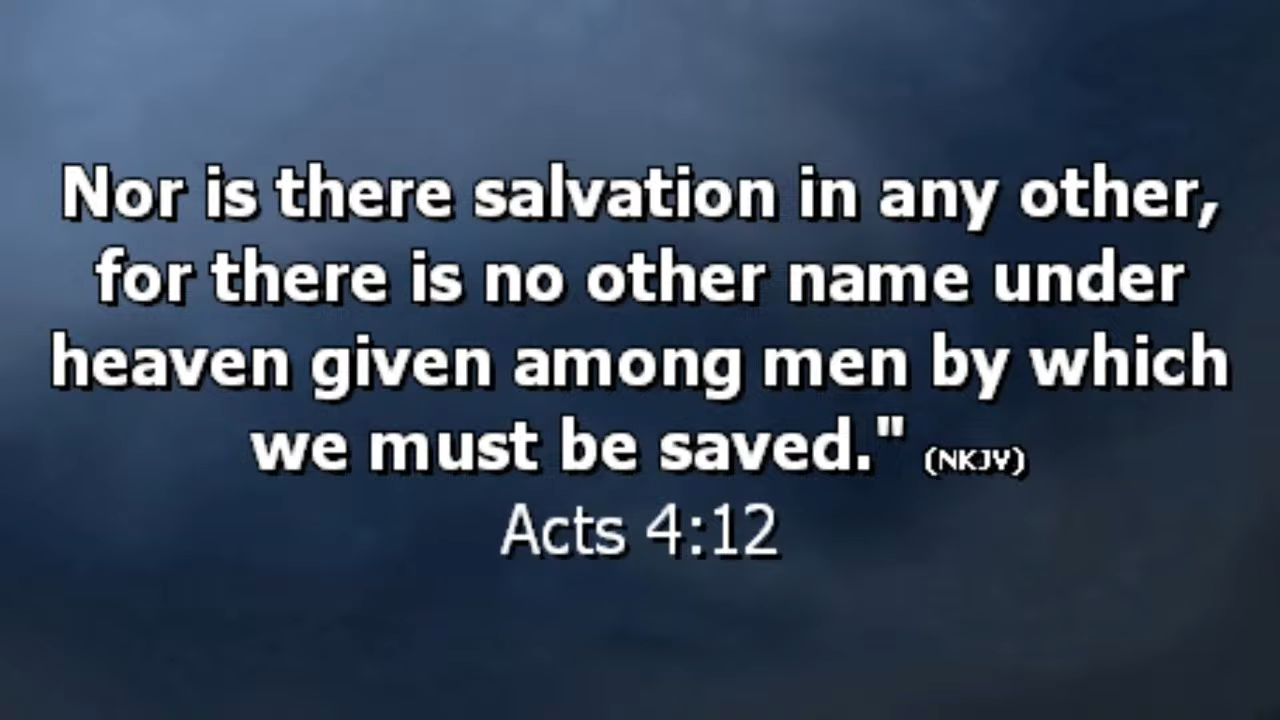 Nor is there salvation in any other,
for there is no other name under
heaven given among men by which
we must be saved." (NKJV)
Acts 4:12